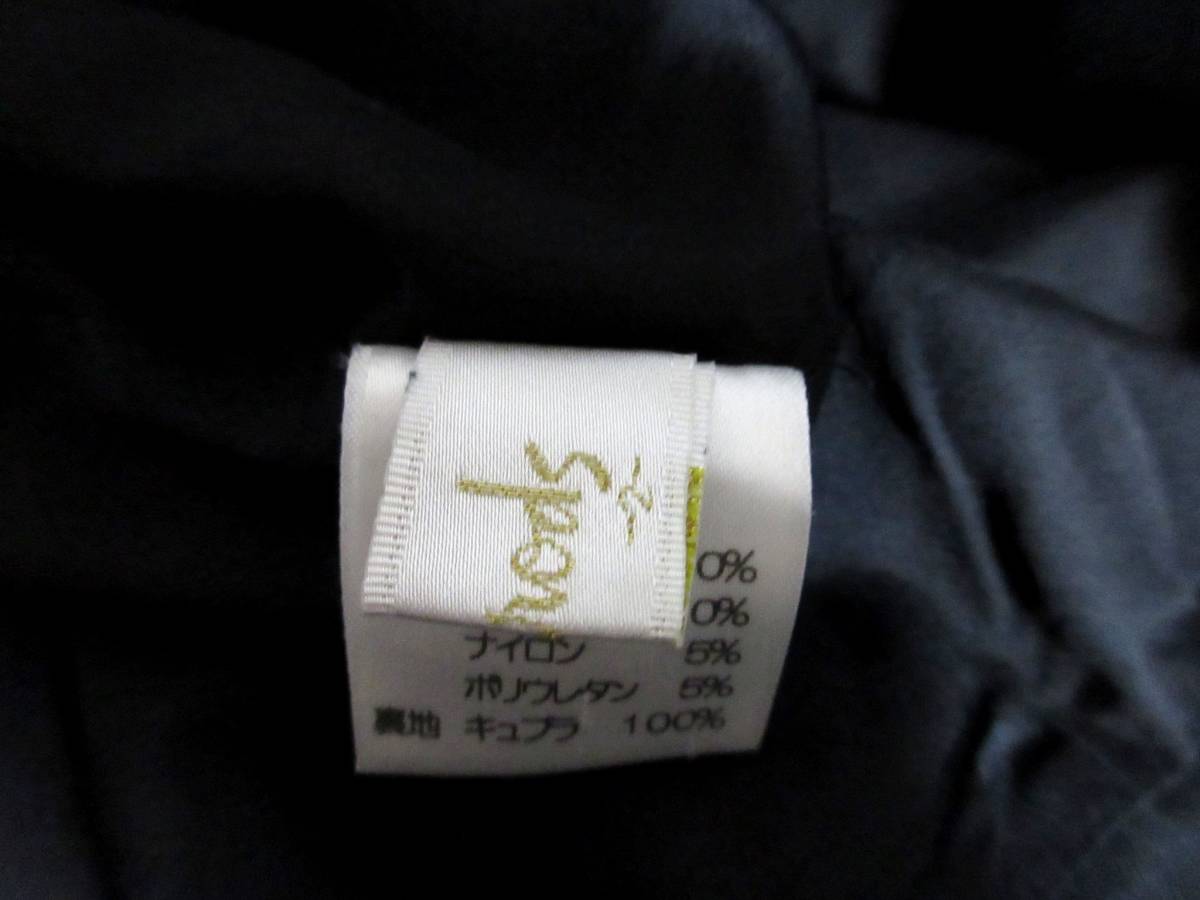 0%
0%
ナイロン 5%
ポリウレタン 5%
裏地 キュプラ 100%